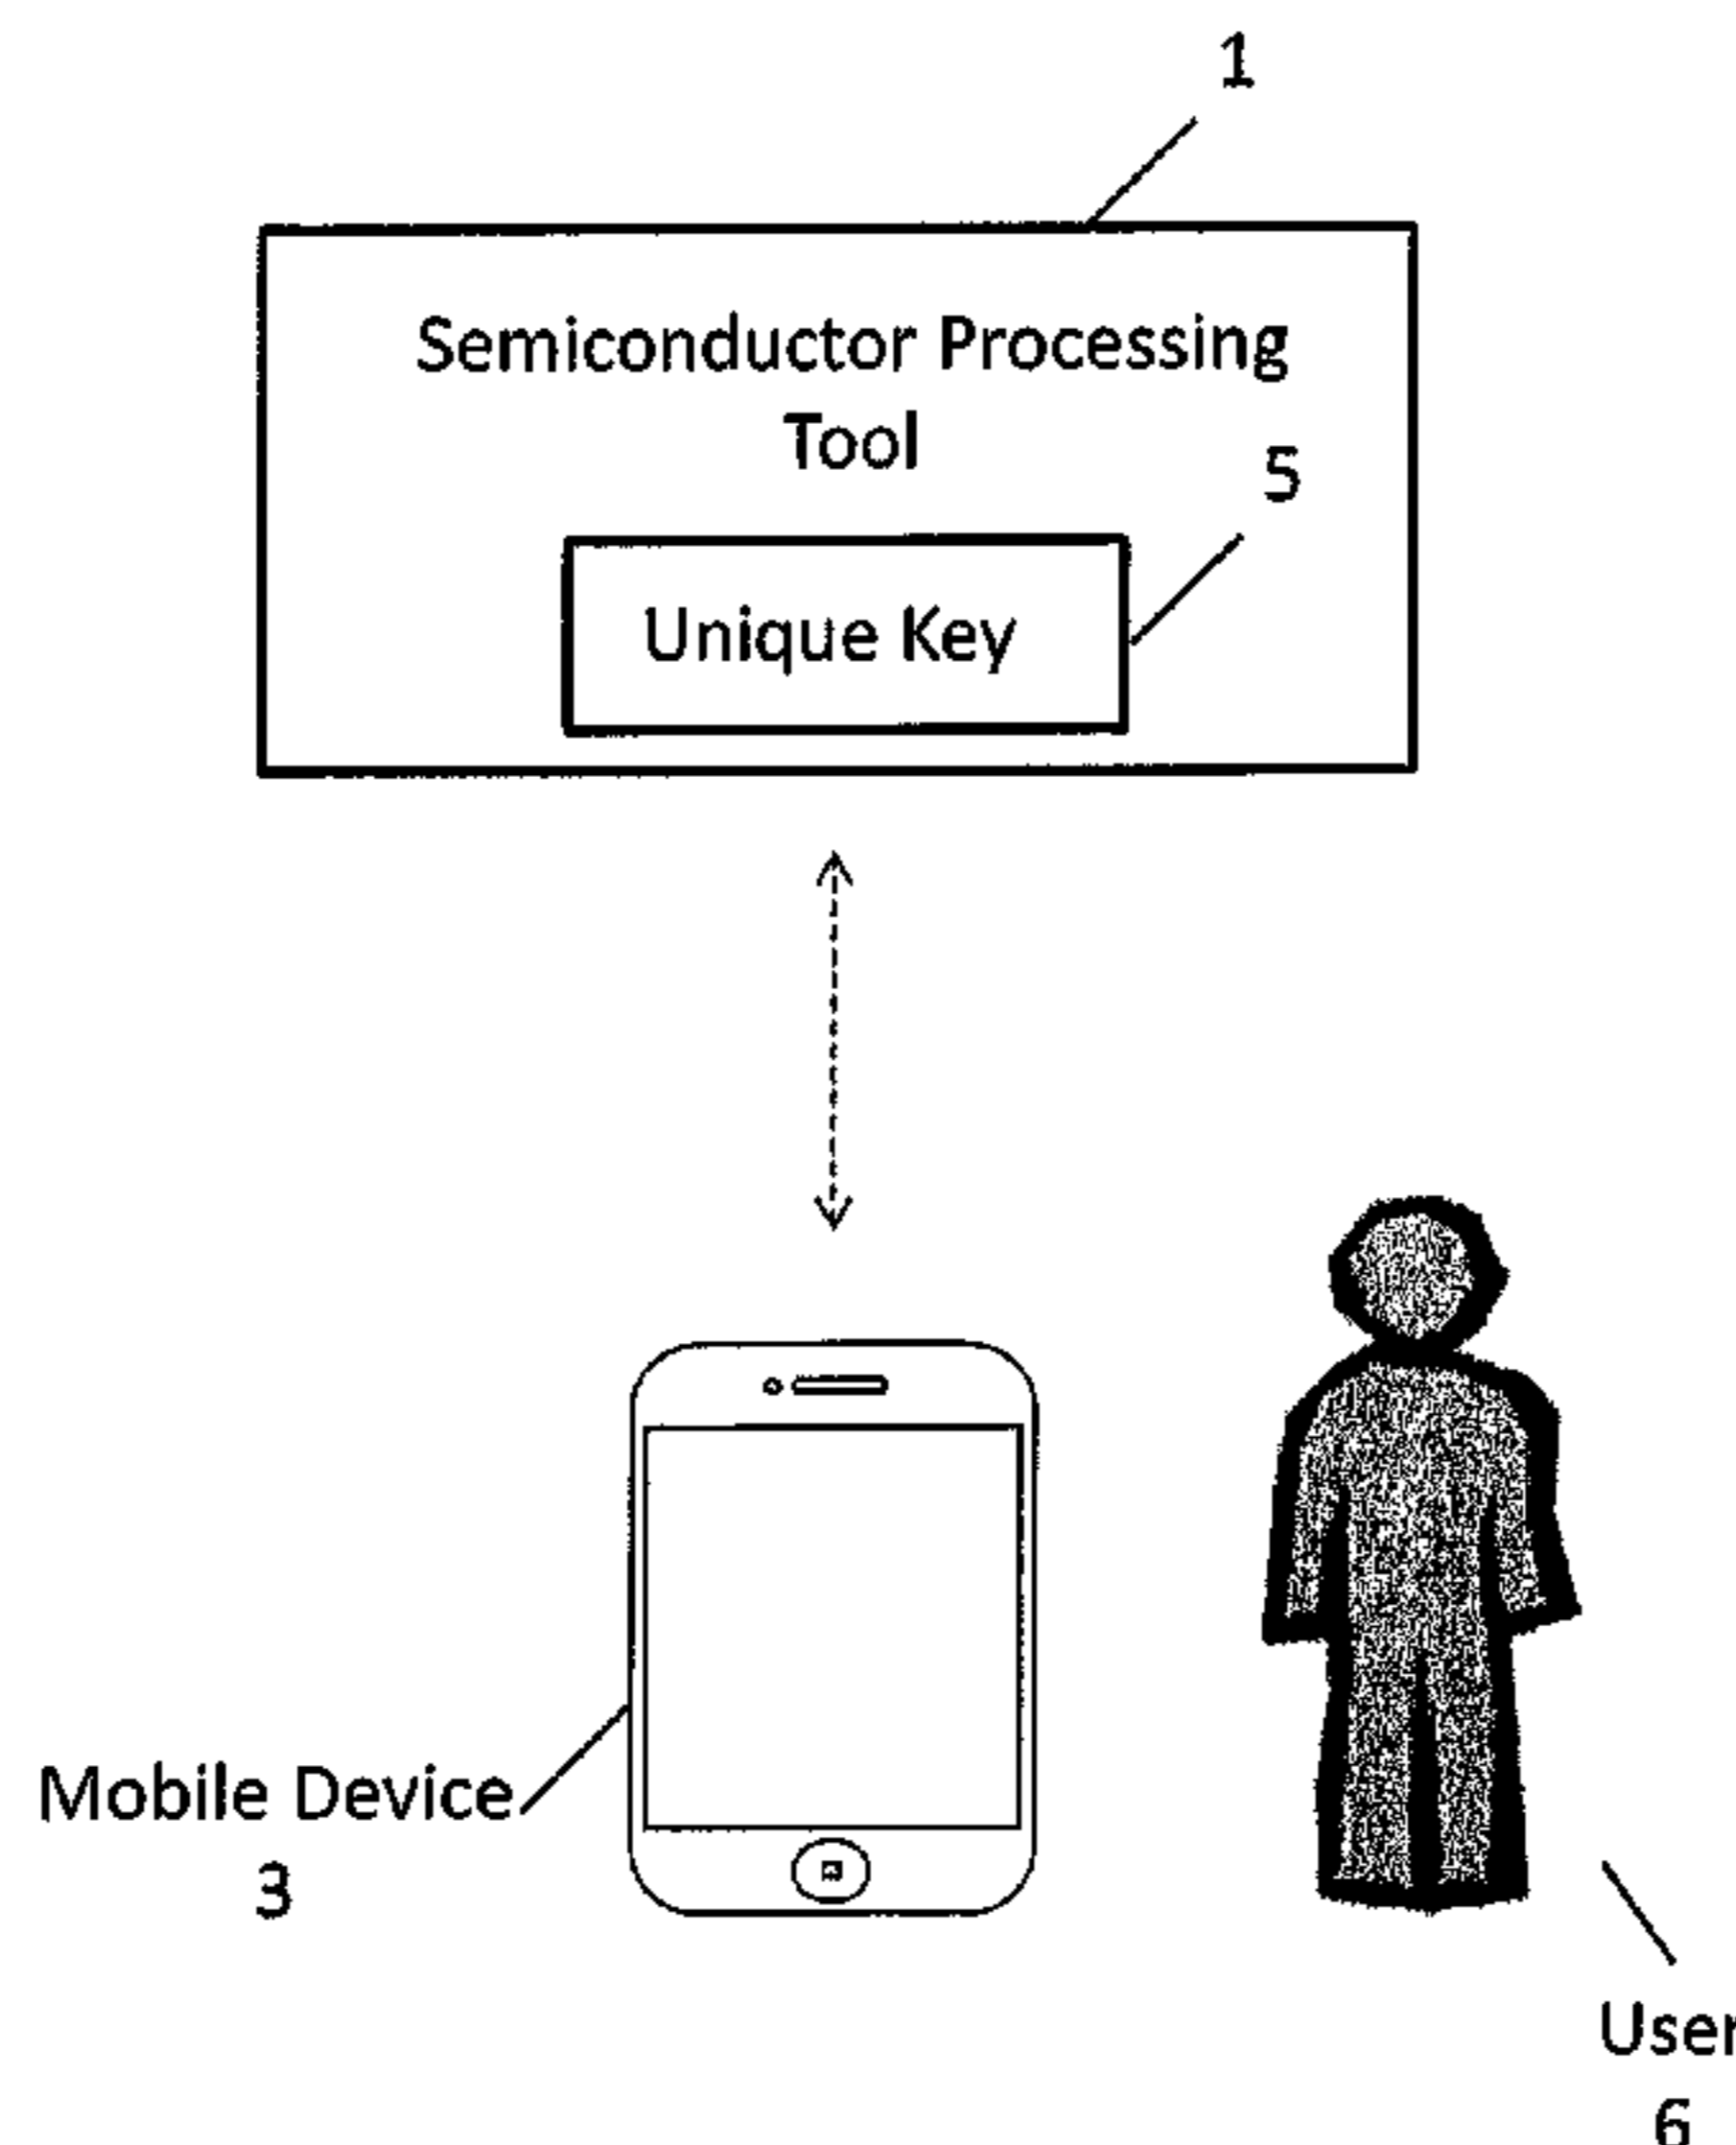 1
Semiconductor Processing
Tool
5
Unique Key
Mobile Device
3
User
6